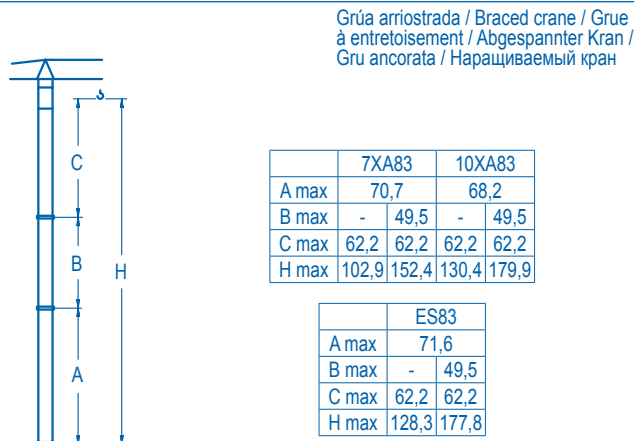 Grúa arriostrada / Braced crane / Grue
à entretoisement / Abgespannter Kran /
Gru ancorata / Наращиваемый кран
C
B
H
A
7XA83 10XA83
A max 70,7 68,2
B max - 49,5 - 49,5
C max 62,2 62,2 62,2 62,2
H max 102,9 152,4 130,4 179,9
ES83
A max 71,6
B max - 49,5
C max 62,2 62,2
H max 128,3 177,8